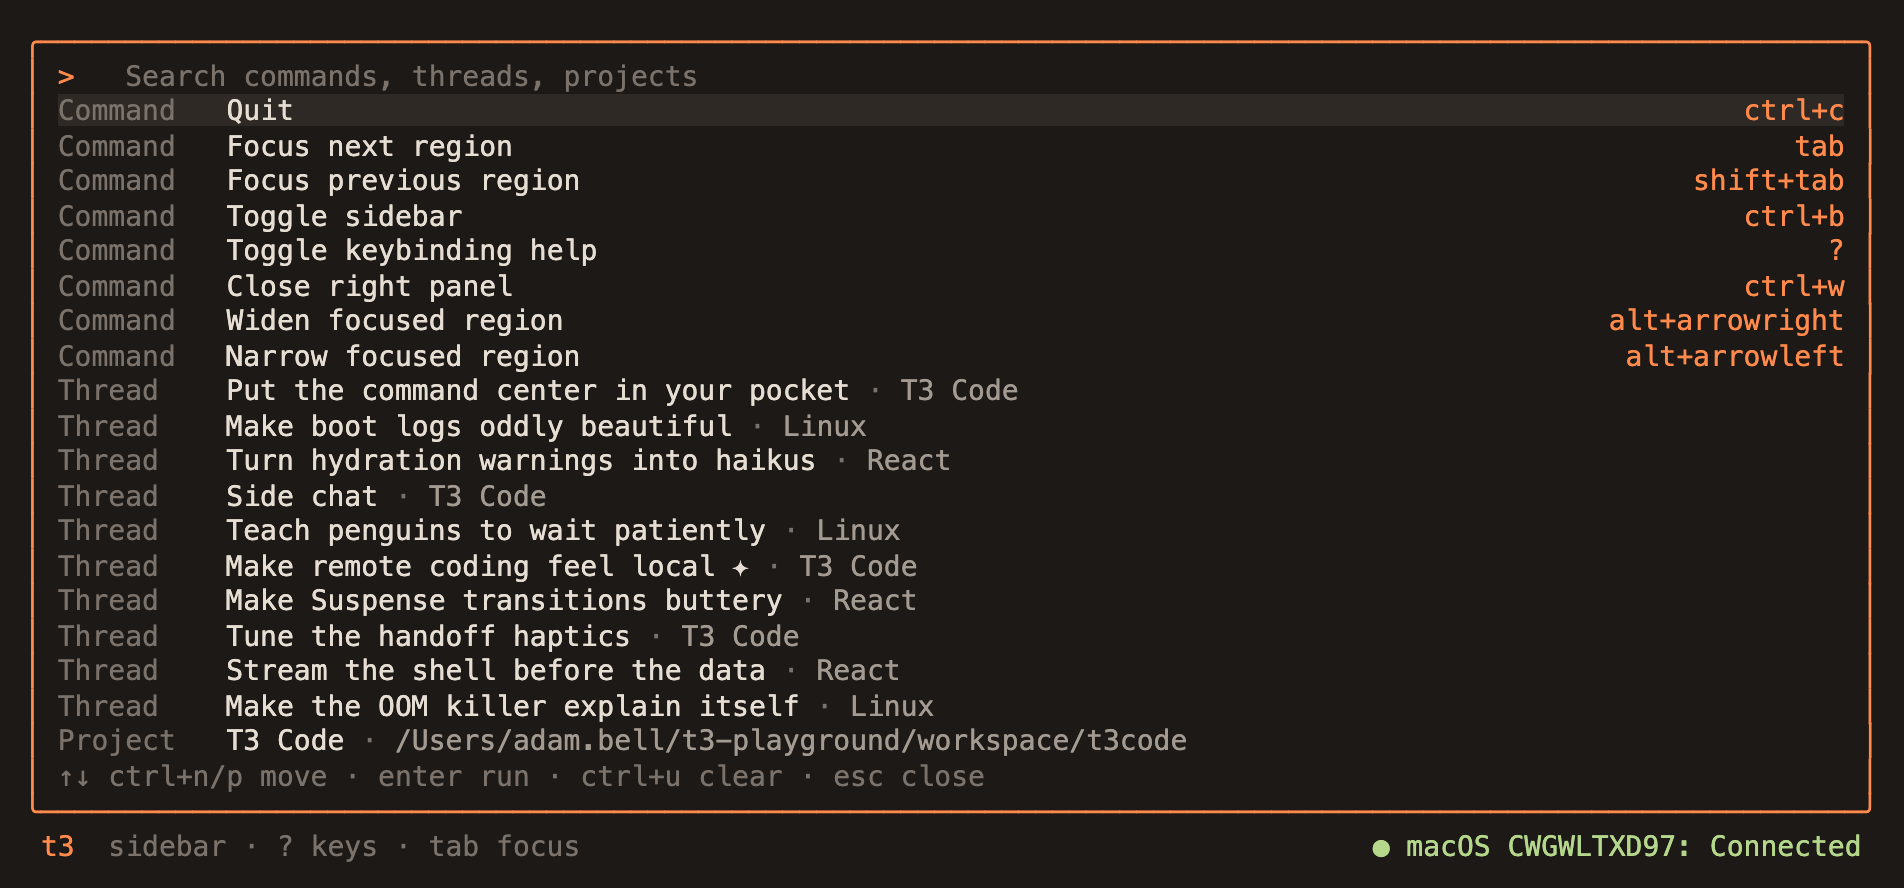 > Search commands, threads, projects
Command Quit ctrl+c
Command Focus next region tab
Command Focus previous region shift+tab
Command Toggle sidebar ctrl+b
Command Toggle keybinding help ?
Command Close right panel ctrl+w
Command Widen focused region alt+arrowright
Command Narrow focused region alt+arrowleft
Thread Put the command center in your pocket · T3 Code
Thread Make boot logs oddly beautiful · Linux
Thread Turn hydration warnings into haikus · React
Thread Side chat · T3 Code
Thread Teach penguins to wait patiently · Linux
Thread Make remote coding feel local ✦ · T3 Code
Thread Make Suspense transitions buttery · React
Thread Tune the handoff haptics · T3 Code
Thread Stream the shell before the data · React
Thread Make the OOM killer explain itself · Linux
Project T3 Code · /Users/adam.bell/t3-playground/workspace/t3code
↑↓ ctrl+n/p move · enter run · ctrl+u clear · esc close
t3 sidebar · ? keys · tab focus ● macOS CWGWLTXD97: Connected